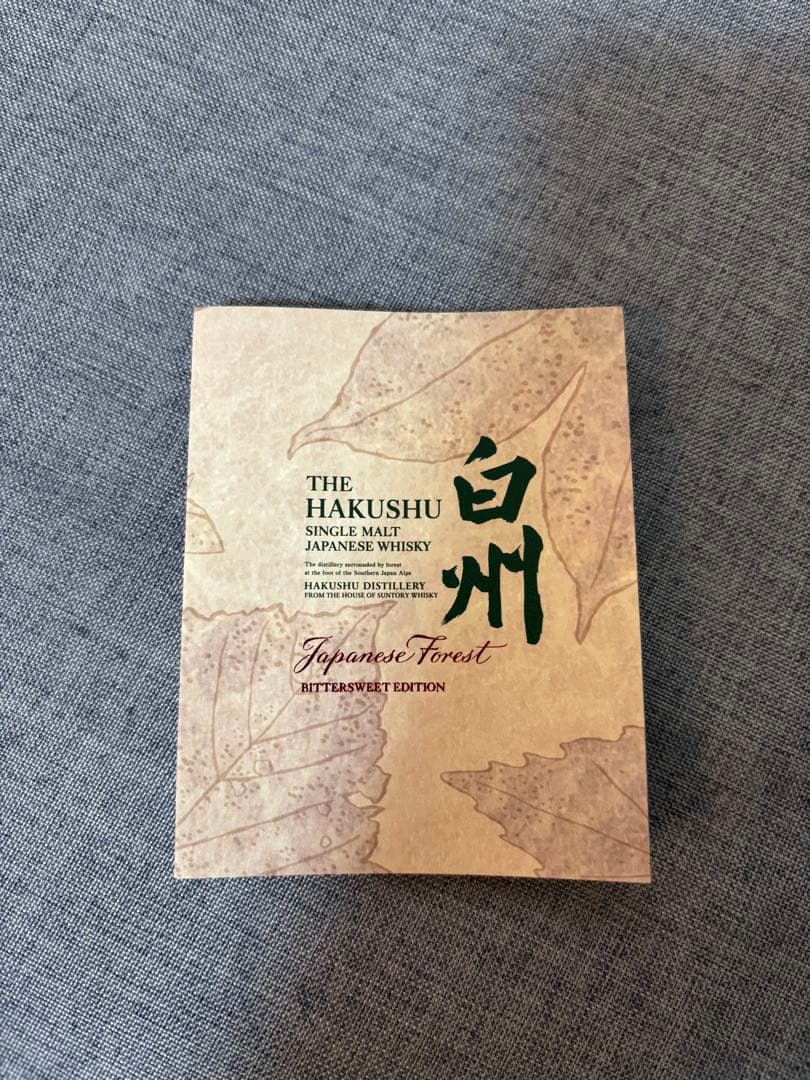 THE
HAKUSHU
SINGLE MALT
JAPANESE WHISKY
The distillery surrounded by forest
at the foot of the Southern Japan Alps
HAKUSHU DISTILLERY
FROM THE HOUSE OF SUNTORY WHISKY
白州
Japanese Forest
BITTERSWEET EDITION